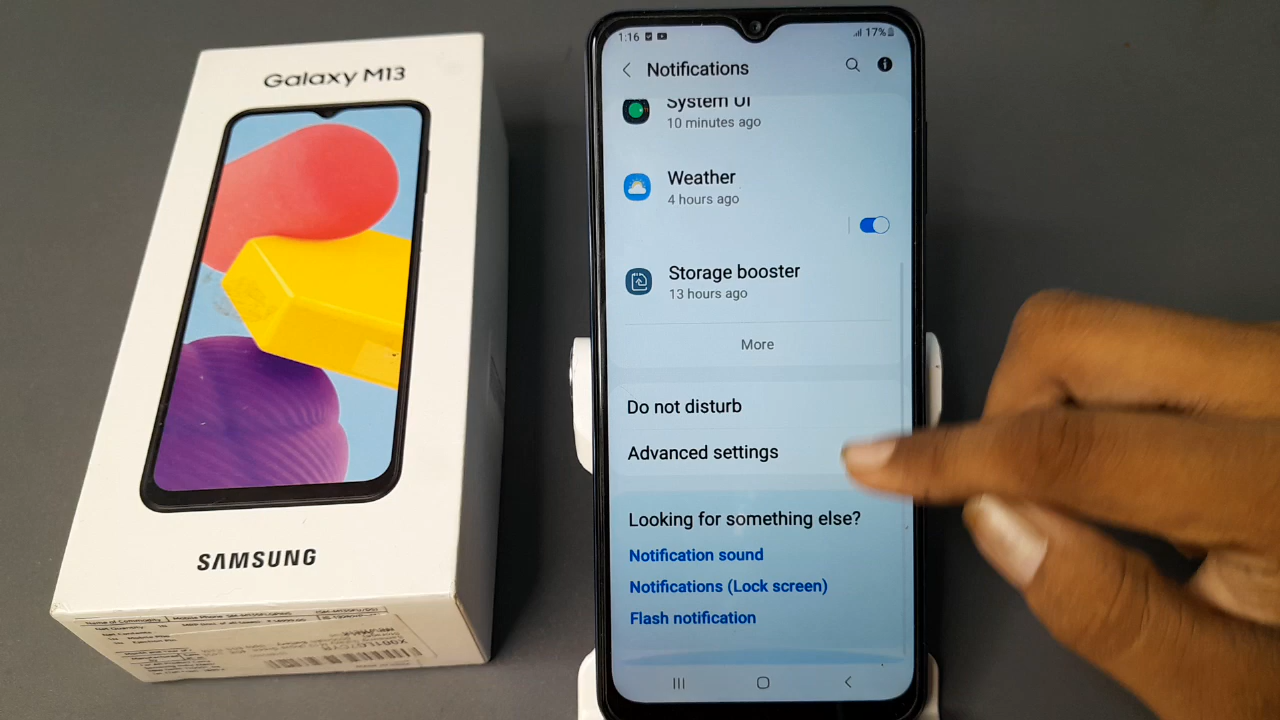 Galaxy M13
SAMSUNG
1:16
17%
Notifications
System UI
10 minutes ago
Weather
4 hours ago
Storage booster
13 hours ago
More
Do not disturb
Advanced settings
Looking for something else?
Notification sound
Notifications (Lock screen)
Flash notification